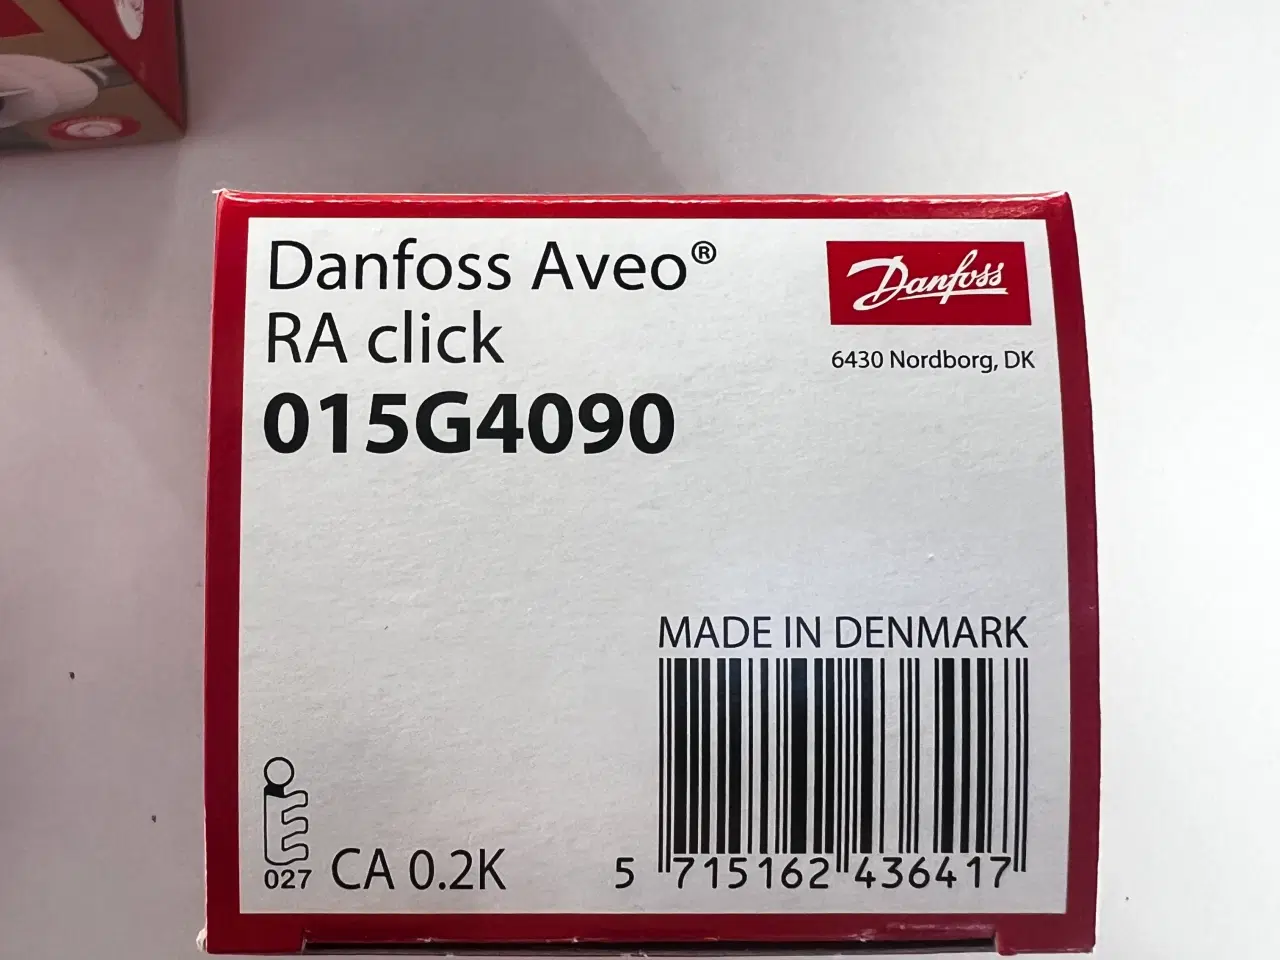 Danfoss Aveo®
RA click
015G4090
Danfoss
6430 Nordborg, DK
MADE IN DENMARK
5 715162 436417
027
CA 0.2K